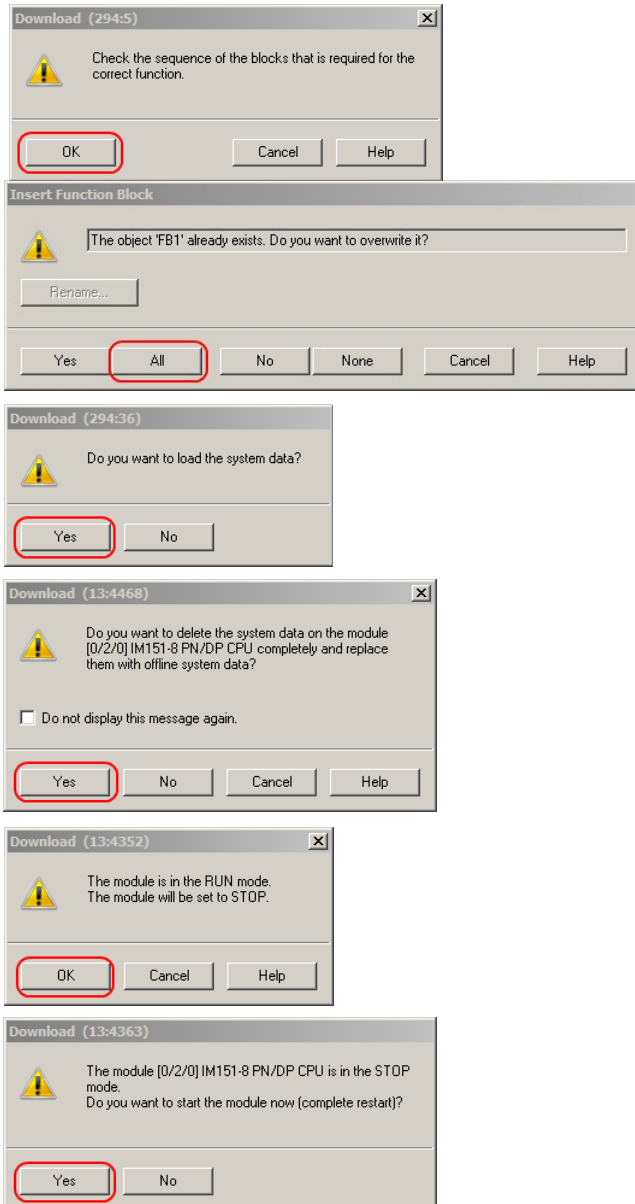 Download (294:5)
Check the sequence of the blocks that is required for the
correct function.
OK Cancel Help
Insert Function Block
The object 'FB1' already exists. Do you want to overwrite it?
Rename...
Yes All No None Cancel Help
Download (294:36)
Do you want to load the system data?
Yes No
Download (13:4468)
Do you want to delete the system data on the module
[0/2/0] IM151-8 PN/DP CPU completely and replace
them with offline system data?
Do not display this message again.
Yes No Cancel Help
Download (13:4352)
The module is in the RUN mode.
The module will be set to STOP.
OK Cancel Help
Download (13:4363)
The module [0/2/0] IM151-8 PN/DP CPU is in the STOP
mode.
Do you want to start the module now (complete restart)?
Yes No